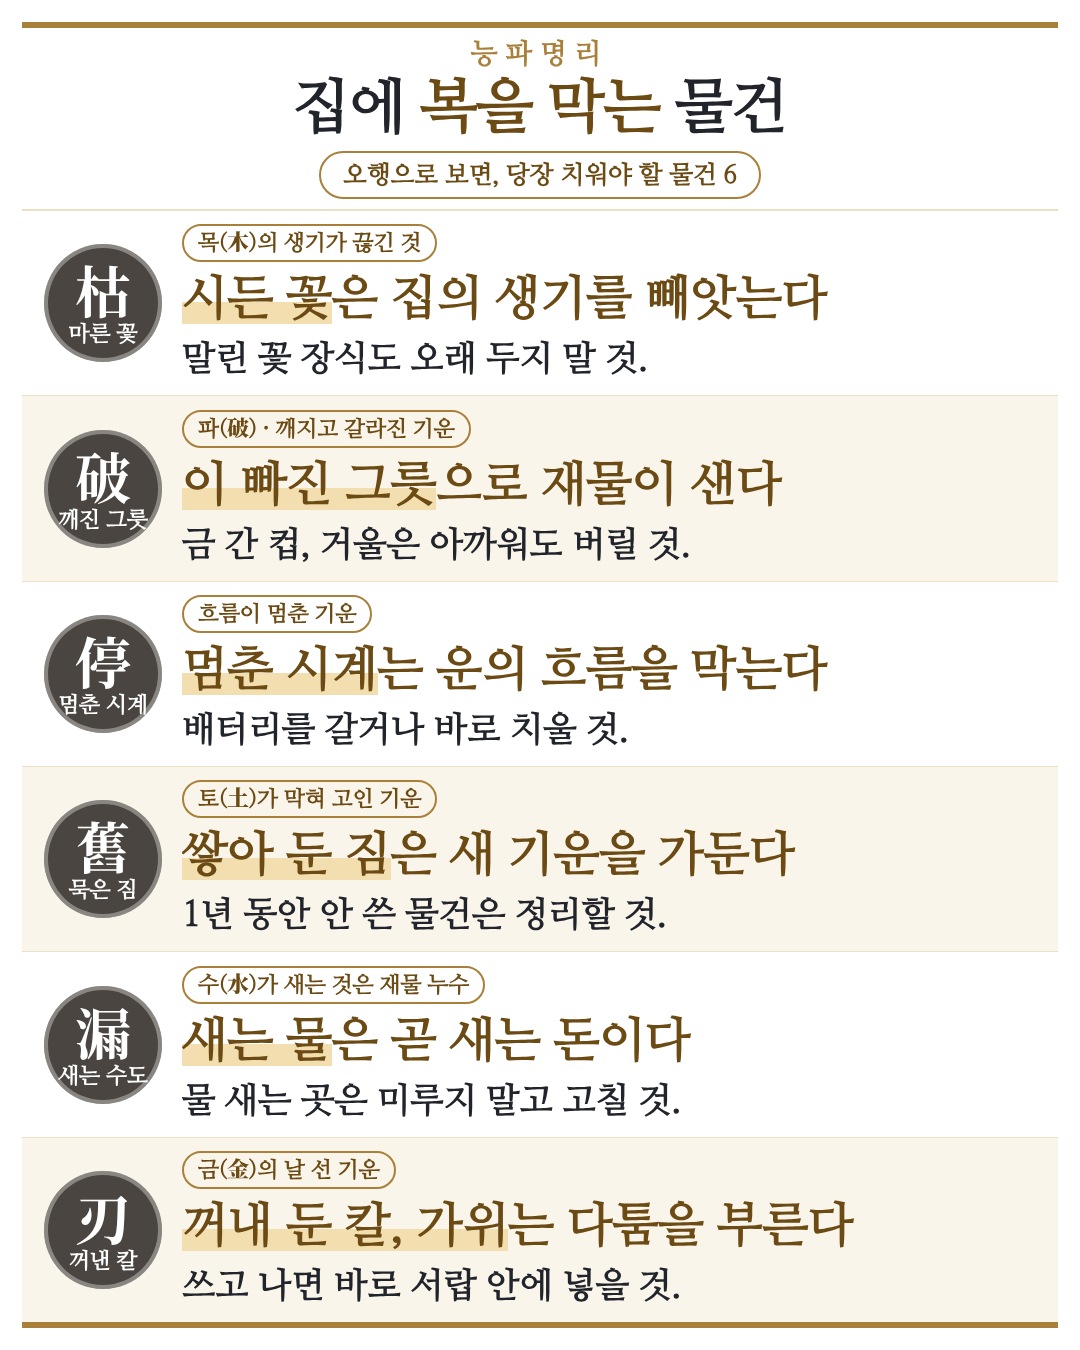 능파명리
집에 복을 막는 물건
오행으로 보면, 당장 치워야 할 물건 6
枯
마른 꽃
목(木)의 생기가 끊긴 것
시든 꽃은 집의 생기를 빼앗는다
말린 꽃 장식도 오래 두지 말 것.
破
깨진 그릇
파(破) · 깨지고 갈라진 기운
이 빠진 그릇으로 재물이 샌다
금 간 컵, 거울은 아까워도 버릴 것.
停
멈춘 시계
흐름이 멈춘 기운
멈춘 시계는 운의 흐름을 막는다
배터리를 갈거나 바로 치울 것.
舊
묵은 짐
토(土)가 막혀 고인 기운
쌓아 둔 짐은 새 기운을 가둔다
1년 동안 안 쓴 물건은 정리할 것.
漏
새는 수도
수(水)가 새는 것은 재물 누수
새는 물은 곧 새는 돈이다
물 새는 곳은 미루지 말고 고칠 것.
刃
꺼낸 칼
금(金)의 날 선 기운
꺼내 둔 칼, 가위는 다툼을 부른다
쓰고 나면 바로 서랍 안에 넣을 것.